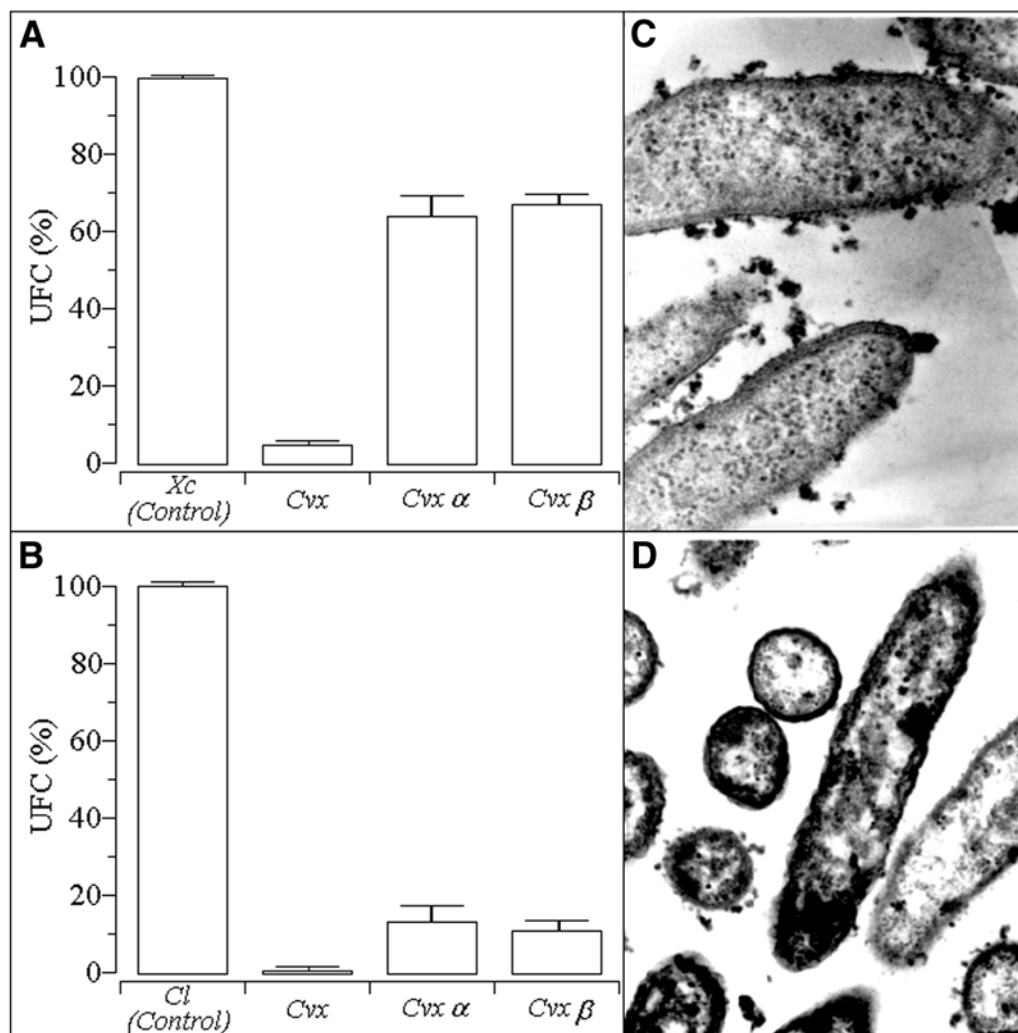 A
UFC (%)
100
80
60
40
20
0
Xc
(Control)
Cvx
Cvx α
Cvx β
B
UFC (%)
100
80
60
40
20
0
Cl
(Control)
Cvx
Cvx α
Cvx β
C
D